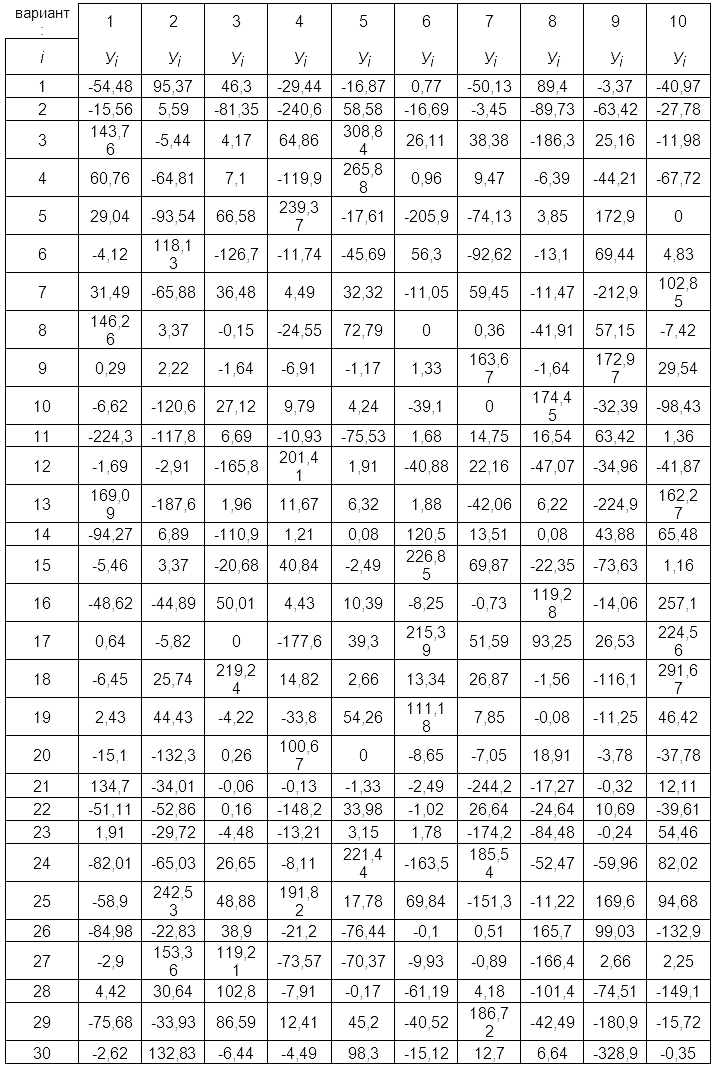 вариант: 1 2 3 4 5 6 7 8 9 10
i Уi Уi Уi Уi Уi Уi Уi Уi Уi Уi
1 -54,48 95,37 46,3 -29,44 -16,87 0,77 -50,13 89,4 -3,37 -40,97
2 -15,56 5,59 -81,35 -240,6 58,58 -16,69 -3,45 -89,73 -63,42 -27,78
3 143,76 -5,44 4,17 64,86 308,84 26,11 38,38 -186,3 25,16 -11,98
4 60,76 -64,81 7,1 -119,9 265,88 0,96 9,47 -6,39 -44,21 -67,72
5 29,04 -93,54 66,58 239,37 -17,61 -205,9 -74,13 3,85 172,9 0
6 -4,12 118,13 -126,7 -11,74 -45,69 56,3 -92,62 -13,1 69,44 4,83
7 31,49 -65,88 36,48 4,49 32,32 -11,05 59,45 -11,47 -212,9 102,85
8 146,26 3,37 -0,15 -24,55 72,79 0 0,36 -41,91 57,15 -7,42
9 0,29 2,22 -1,64 -6,91 -1,17 1,33 163,67 -1,64 172,97 29,54
10 -6,62 -120,6 27,12 9,79 4,24 -39,1 0 174,45 -32,39 -98,43
11 -224,3 -117,8 6,69 -10,93 -75,53 1,68 14,75 16,54 63,42 1,36
12 -1,69 -2,91 -165,8 201,41 1,91 -40,88 22,16 -47,07 -34,96 -41,87
13 169,09 -187,6 1,96 11,67 6,32 1,88 -42,06 6,22 -224,9 162,27
14 -94,27 6,89 -110,9 1,21 0,08 120,5 13,51 0,08 43,88 65,48
15 -5,46 3,37 -20,68 40,84 -2,49 226,85 69,87 -22,35 -73,63 1,16
16 -48,62 -44,89 50,01 4,43 10,39 -8,25 -0,73 119,28 -14,06 257,1
17 0,64 -5,82 0 -177,6 39,3 215,39 51,59 93,25 26,53 224,56
18 -6,45 25,74 219,24 14,82 2,66 13,34 26,87 -1,56 -116,1 291,67
19 2,43 44,43 -4,22 -33,8 54,26 111,18 7,85 -0,08 -11,25 46,42
20 -15,1 -132,3 0,26 100,67 0 -8,65 -7,05 18,91 -3,78 -37,78
21 134,7 -34,01 -0,06 -0,13 -1,33 -2,49 -244,2 -17,27 -0,32 12,11
22 -51,11 -52,86 0,16 -148,2 33,98 -1,02 26,64 -24,64 10,69 -39,61
23 1,91 -29,72 -4,48 -13,21 3,15 1,78 -174,2 -84,48 -0,24 54,46
24 -82,01 -65,03 26,65 -8,11 221,44 -163,5 185,54 -52,47 -59,96 82,02
25 -58,9 242,53 48,88 191,82 17,78 69,84 -151,3 -11,22 169,6 94,68
26 -84,98 -22,83 38,9 -21,2 -76,44 -0,1 0,51 165,7 99,03 -132,9
27 -2,9 153,36 119,21 -73,57 -70,37 -9,93 -0,89 -166,4 2,66 2,25
28 4,42 30,64 102,8 -7,91 -0,17 -61,19 4,18 -101,4 -74,51 -149,1
29 -75,68 -33,93 86,59 12,41 45,2 -40,52 186,72 -42,49 -180,9 -15,72
30 -2,62 132,83 -6,44 -4,49 98,3 -15,12 12,7 6,64 -328,9 -0,35